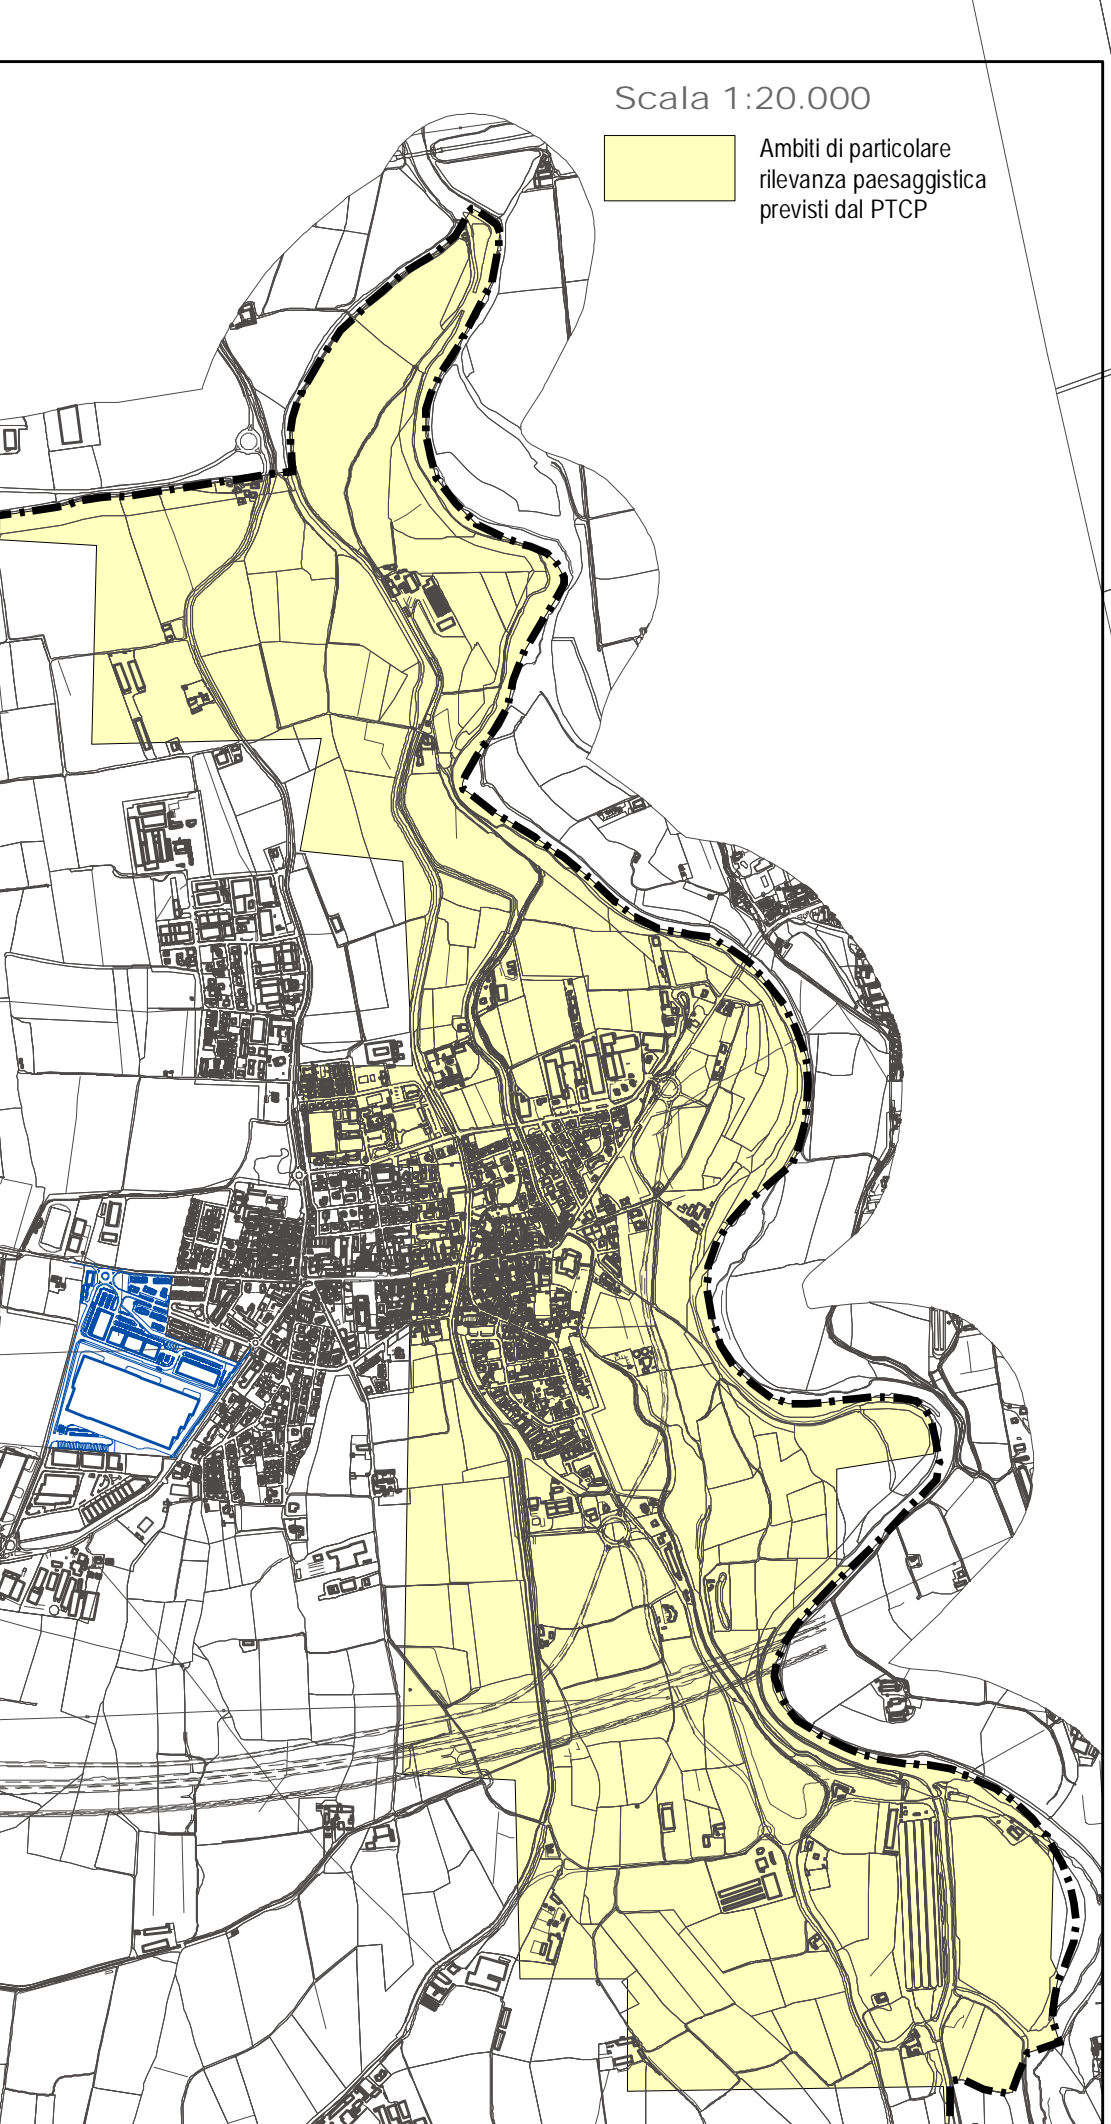 Scala 1:20.000
Ambiti di particolare
rilevanza paesaggistica
previsti dal PTCP